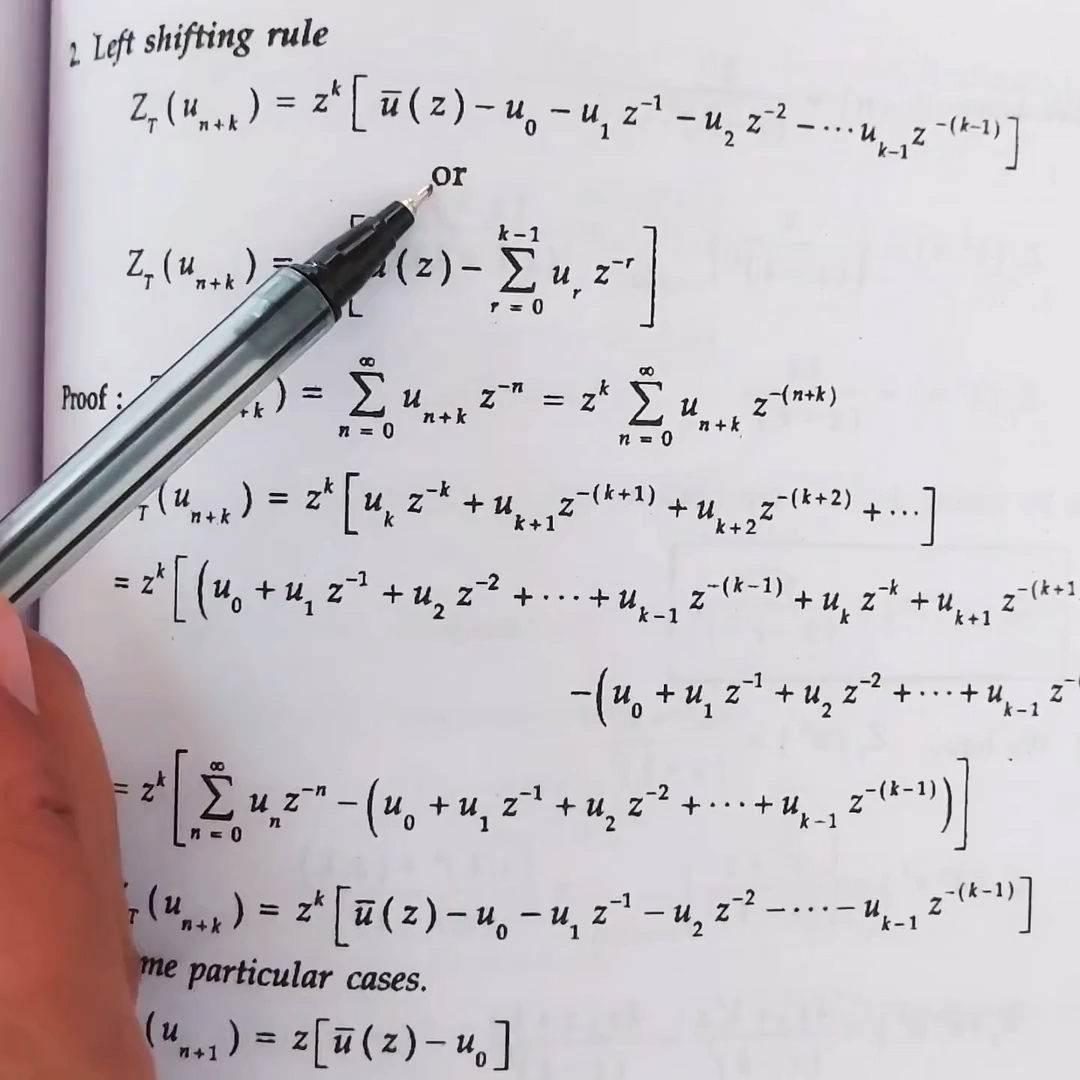 2. Left shifting rule
Z_T (u_{n+k}) = z^k [ ū(z) − u_0 − u_1 z^{−1} − u_2 z^{−2} − ⋯ u_{k−1} z^{−(k−1)} ]
or
Z_T (u_{n+k}) = [ ū(z) − ∑_{r=0}^{k−1} u_r z^{−r} ]
Proof : _{+k}) = ∑_{n=0}^{∞} u_{n+k} z^{−n} = z^k ∑_{n=0}^{∞} u_{n+k} z^{−(n+k)}
_T (u_{n+k}) = z^k [ u_k z^{−k} + u_{k+1} z^{−(k+1)} + u_{k+2} z^{−(k+2)} + ⋯ ]
= z^k [ ( u_0 + u_1 z^{−1} + u_2 z^{−2} + ⋯ + u_{k−1} z^{−(k−1)} + u_k z^{−k} + u_{k+1} z^{−(k+1
− ( u_0 + u_1 z^{−1} + u_2 z^{−2} + ⋯ + u_{k−1} z^{−
= z^k [ ∑_{n=0}^{∞} u_n z^{−n} − ( u_0 + u_1 z^{−1} + u_2 z^{−2} + ⋯ + u_{k−1} z^{−(k−1)} ) ]
_T (u_{n+k}) = z^k [ ū(z) − u_0 − u_1 z^{−1} − u_2 z^{−2} − ⋯ − u_{k−1} z^{−(k−1)} ]
me particular cases.
(u_{n+1}) = z [ ū(z) − u_0 ]